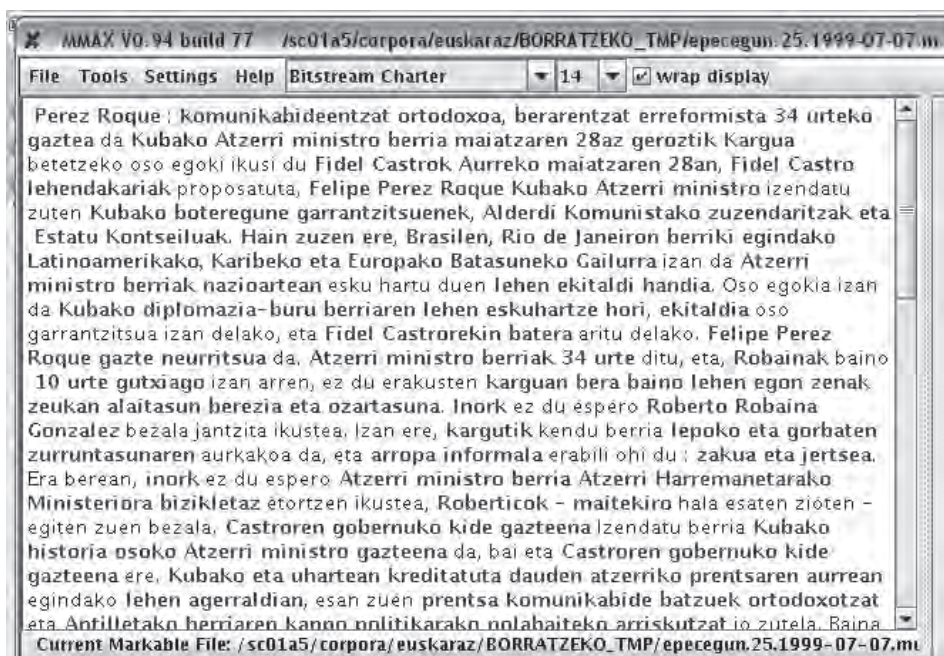 MMAX V0.94 build 77 /sc01a5/corpora/euskaraz/BORRATZEKO_TMP/epecegun.25.1999-07-07.m
File Tools Settings Help Bitstream Charter 14 wrap display
Perez Roque : komunikabideentzat ortodoxoa, berarentzat erreformista 34 urteko
gaztea da Kubako Atzerri ministro berria maiatzaren 28az geroztik Kargua
betetzeko oso egoki ikusi du Fidel Castrok Aurreko maiatzaren 28an, Fidel Castro
lehendakariak proposatuta, Felipe Perez Roque Kubako Atzerri ministro izendatu
zuten Kubako boteregune garrantzitsuenek, Alderdi Komunistako zuzendaritzak eta
Estatu Kontseiluak. Hain zuzen ere, Brasilen, Rio de Janeiron berriki egindako
Latinoamerikako, Karibeko eta Europako Batasuneko Gailurra izan da Atzerri
ministro berriak nazioartean esku hartu duen lehen ekitaldi handia. Oso egokia izan
da Kubako diplomazia-buru berriaren lehen eskuhartze hori, ekitaldia oso
garrantzitsua izan delako, eta Fidel Castrorekin batera aritu delako. Felipe Perez
Roque gazte neurritsua da. Atzerri ministro berriak 34 urte ditu, eta, Robainak baino
10 urte gutxiago izan arren, ez du erakusten karguan bera baino lehen egon zenak
zeukan alaitasun berezia eta ozartasuna. Inork ez du espero Roberto Robaina
Gonzalez bezala jantzita ikustea. Izan ere, kargutik kendu berria lepoko eta gorbaten
zurruntasunaren aurkakoa da, eta arropa informala erabili ohi du : zakua eta jertsea.
Era berean, inork ez du espero Atzerri ministro berria Atzerri Harremanetarako
Ministeriora bizikletaz etortzen ikustea, Roberticok - maitekiro hala esaten zioten -
egiten zuen bezala. Castroren gobernuko kide gazteena Izendatu berria Kubako
historia osoko Atzerri ministro gazteena da, bai eta Castroren gobernuko kide
gazteena ere. Kubako eta uhartean kreditatuta dauden atzerriko prentsaren aurrean
egindako lehen agerraldian, esan zuen prentsa komunikabide batzuek ortodoxotzat
eta Antilletako herriaren kanpo politikarako nolabaiteko arriskutzat jo zutela. Baina
Current Markable File: /sc01a5/corpora/euskaraz/BORRATZEKO_TMP/epecegun.25.1999-07-07.mu